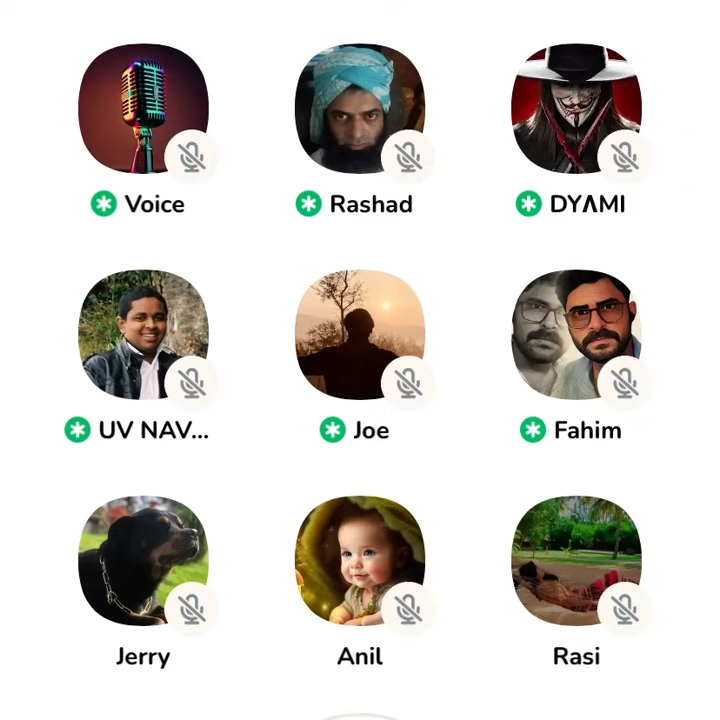 Voice
Rashad
DYΛMI
UV NAV...
Joe
Fahim
Jerry
Anil
Rasi